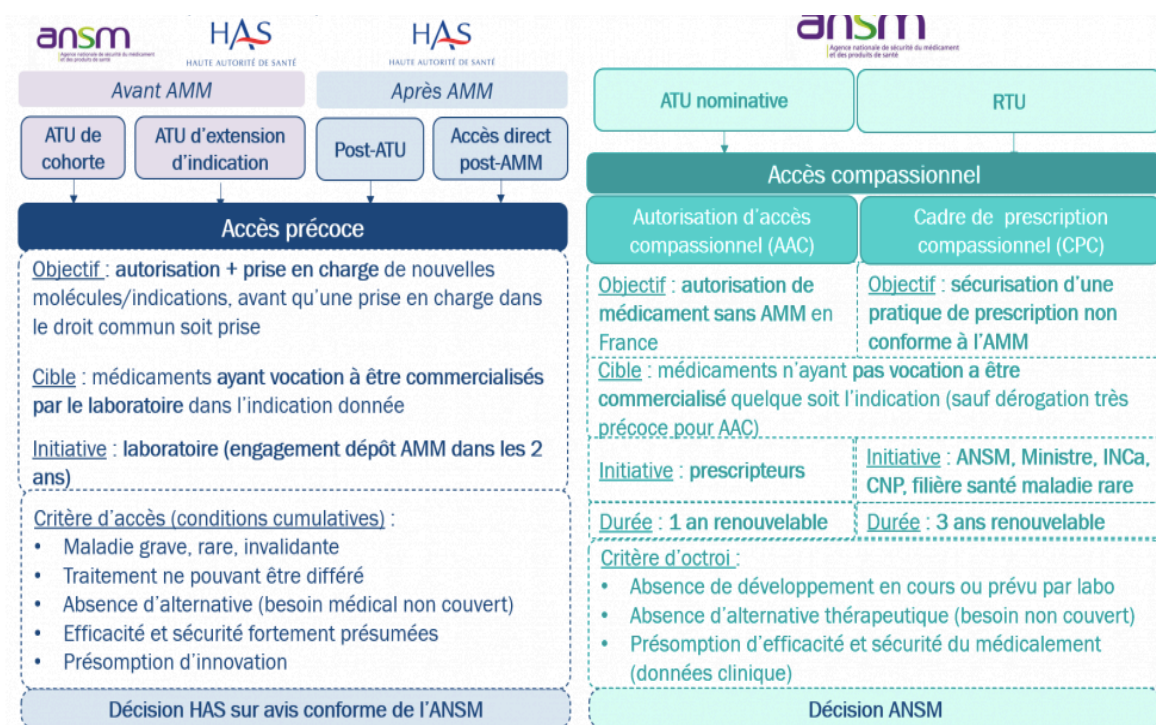 ansm
Agence nationale de sécurité du médicament
et des produits de santé
HAS
HAUTE AUTORITÉ DE SANTÉ
HAS
HAUTE AUTORITÉ DE SANTÉ
Avant AMM
Après AMM
ATU de
cohorte
ATU d'extension
d'indication
Post-ATU
Accès direct
post-AMM
Accès précoce
Objectif : autorisation + prise en charge de nouvelles
molécules/indications, avant qu'une prise en charge dans
le droit commun soit prise
Cible : médicaments ayant vocation à être commercialisés
par le laboratoire dans l'indication donnée
Initiative : laboratoire (engagement dépôt AMM dans les 2
ans)
Critère d'accès (conditions cumulatives) :
• Maladie grave, rare, invalidante
• Traitement ne pouvant être différé
• Absence d'alternative (besoin médical non couvert)
• Efficacité et sécurité fortement présumées
• Présomption d'innovation
Décision HAS sur avis conforme de l'ANSM
ansm
Agence nationale de sécurité du médicament
et des produits de santé
ATU nominative
RTU
Accès compassionnel
Autorisation d'accès
compassionnel (AAC)
Cadre de prescription
compassionnel (CPC)
Objectif : autorisation de
médicament sans AMM en
France
Objectif : sécurisation d'une
pratique de prescription non
conforme à l'AMM
Cible : médicaments n'ayant pas vocation a être
commercialisé quelque soit l'indication (sauf dérogation très
précoce pour AAC)
Initiative : prescripteurs
Initiative : ANSM, Ministre, INCa,
CNP, filière santé maladie rare
Durée : 1 an renouvelable
Durée : 3 ans renouvelable
Critère d'octroi :
• Absence de développement en cours ou prévu par labo
• Absence d'alternative thérapeutique (besoin non couvert)
• Présomption d'efficacité et sécurité du médicalement
(données clinique)
Décision ANSM